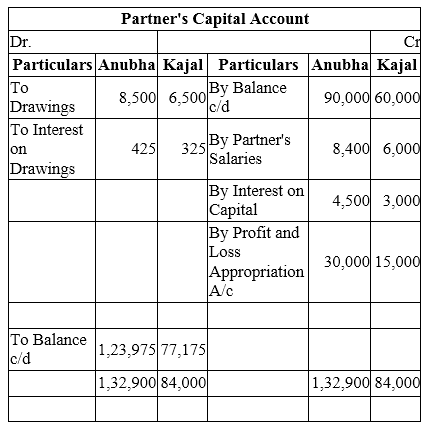 Partner's Capital Account
Dr. Cr
Particulars Anubha Kajal Particulars Anubha Kajal
To Drawings 8,500 6,500 By Balance c/d 90,000 60,000
To Interest on Drawings 425 325 By Partner's Salaries 8,400 6,000
By Interest on Capital 4,500 3,000
By Profit and Loss Appropriation A/c 30,000 15,000
To Balance c/d 1,23,975 77,175
1,32,900 84,000 1,32,900 84,000